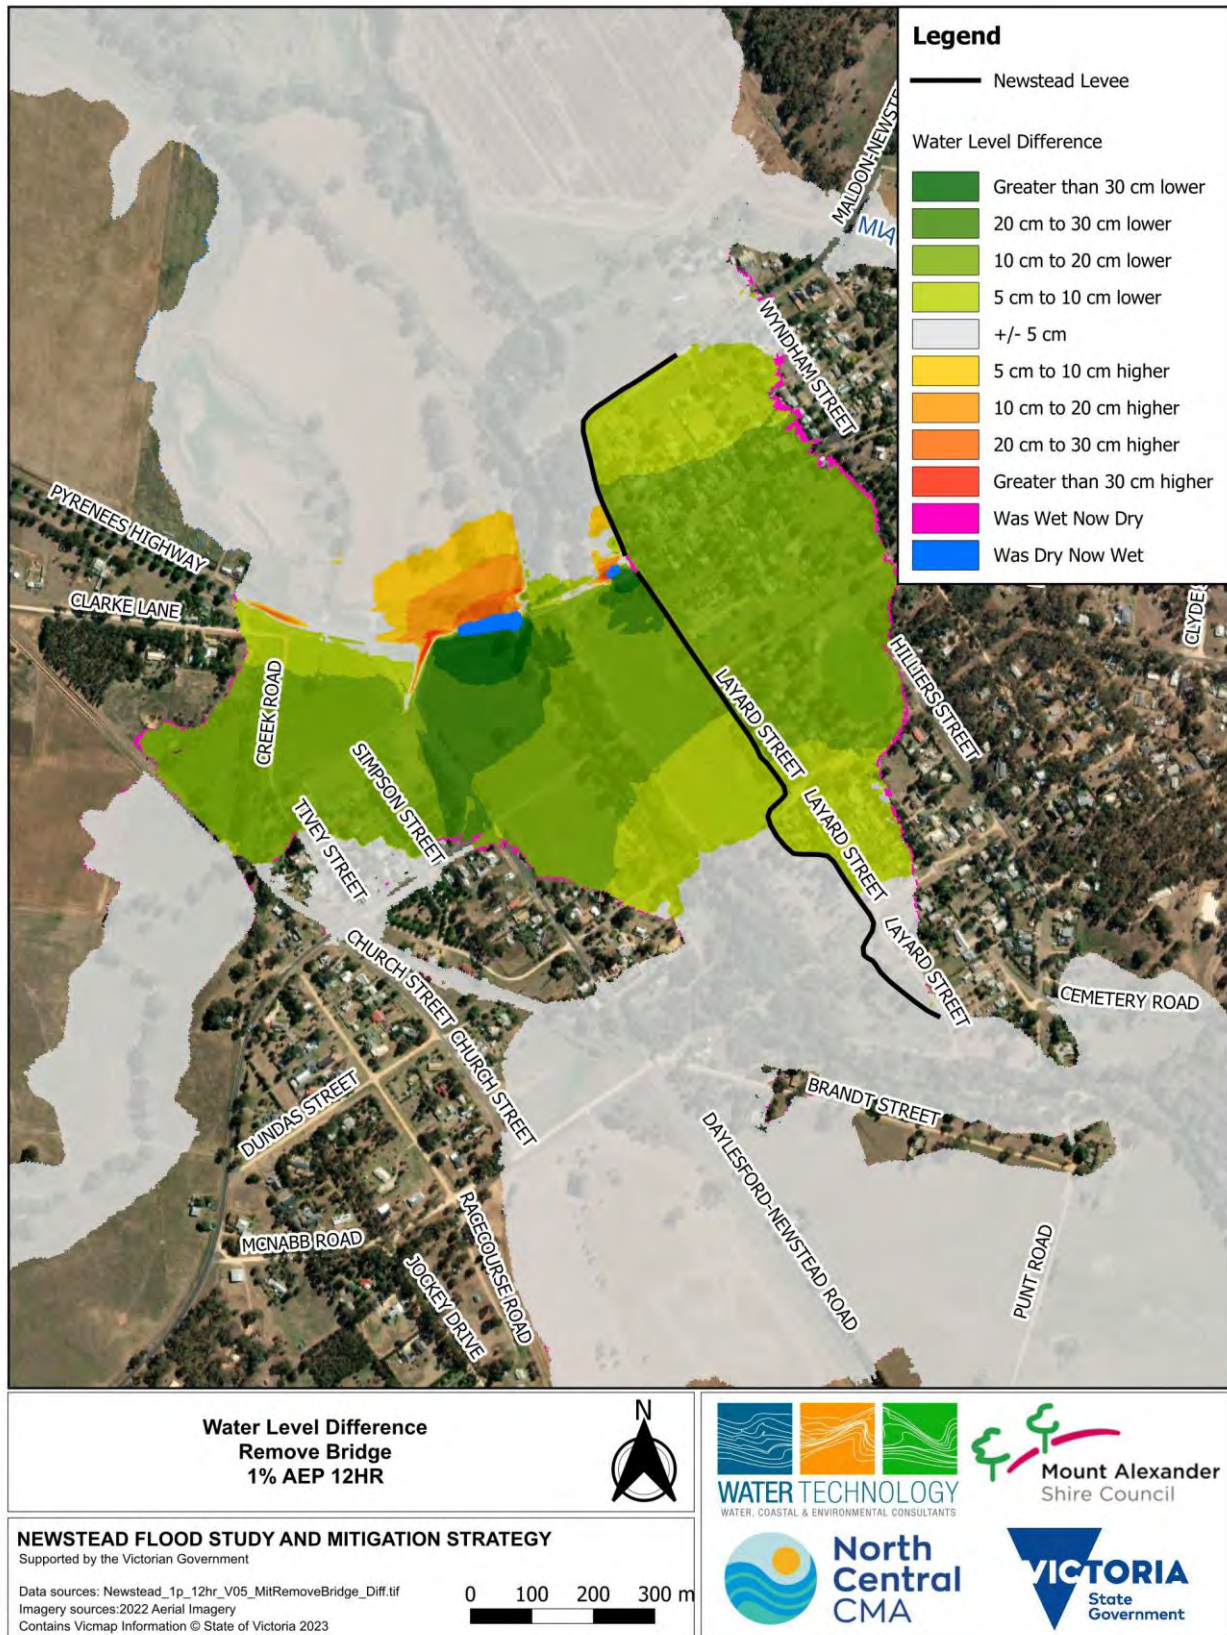 Legend
Newstead Levee
Water Level Difference
Greater than 30 cm lower
20 cm to 30 cm lower
10 cm to 20 cm lower
5 cm to 10 cm lower
+/- 5 cm
5 cm to 10 cm higher
10 cm to 20 cm higher
20 cm to 30 cm higher
Greater than 30 cm higher
Was Wet Now Dry
Was Dry Now Wet
MALDON-NEWSTE
MIA
WYNDHAM STREET
PYRENEES HIGHWAY
CLARKE LANE
CLYDE
HILLIERS STREET
CREEK ROAD
LAYARD STREET
SIMPSON STREET
LAYARD STREET
TIVEY STREET
LAYARD STREET
CHURCH STREET
CEMETERY ROAD
CHURCH STREET
DUNDAS STREET
BRANDT STREET
DAYLESFORD-NEWSTEAD ROAD
MCNABB ROAD
RACECOURSE ROAD
JOCKEY DRIVE
PUNT ROAD
Water Level Difference
Remove Bridge
1% AEP 12HR
N
NEWSTEAD FLOOD STUDY AND MITIGATION STRATEGY
Supported by the Victorian Government
Data sources: Newstead_1p_12hr_V05_MitRemoveBridge_Diff.tif
Imagery sources:2022 Aerial Imagery
Contains Vicmap Information © State of Victoria 2023
0 100 200 300 m
WATER TECHNOLOGY
WATER, COASTAL & ENVIRONMENTAL CONSULTANTS
Mount Alexander
Shire Council
North
Central
CMA
VICTORIA
State
Government